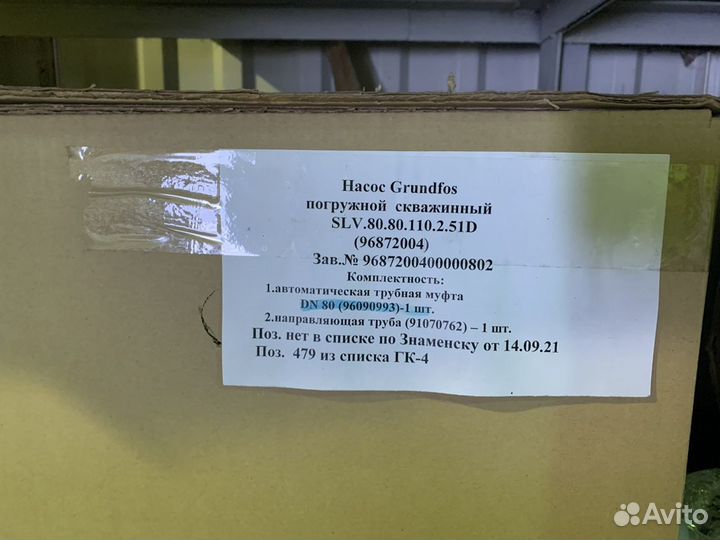 Насос Grundfos
погружной скважинный
SLV.80.80.110.2.51D
(96872004)
Зав.№ 9687200400000802
Комплектность:
1.автоматическая трубная муфта
DN 80 (96090993)-1 шт.
2.направляющая труба (91070762) – 1 шт.
Поз. нет в списке по Знаменску от 14.09.21
Поз. 479 из списка ГК-4
Avito